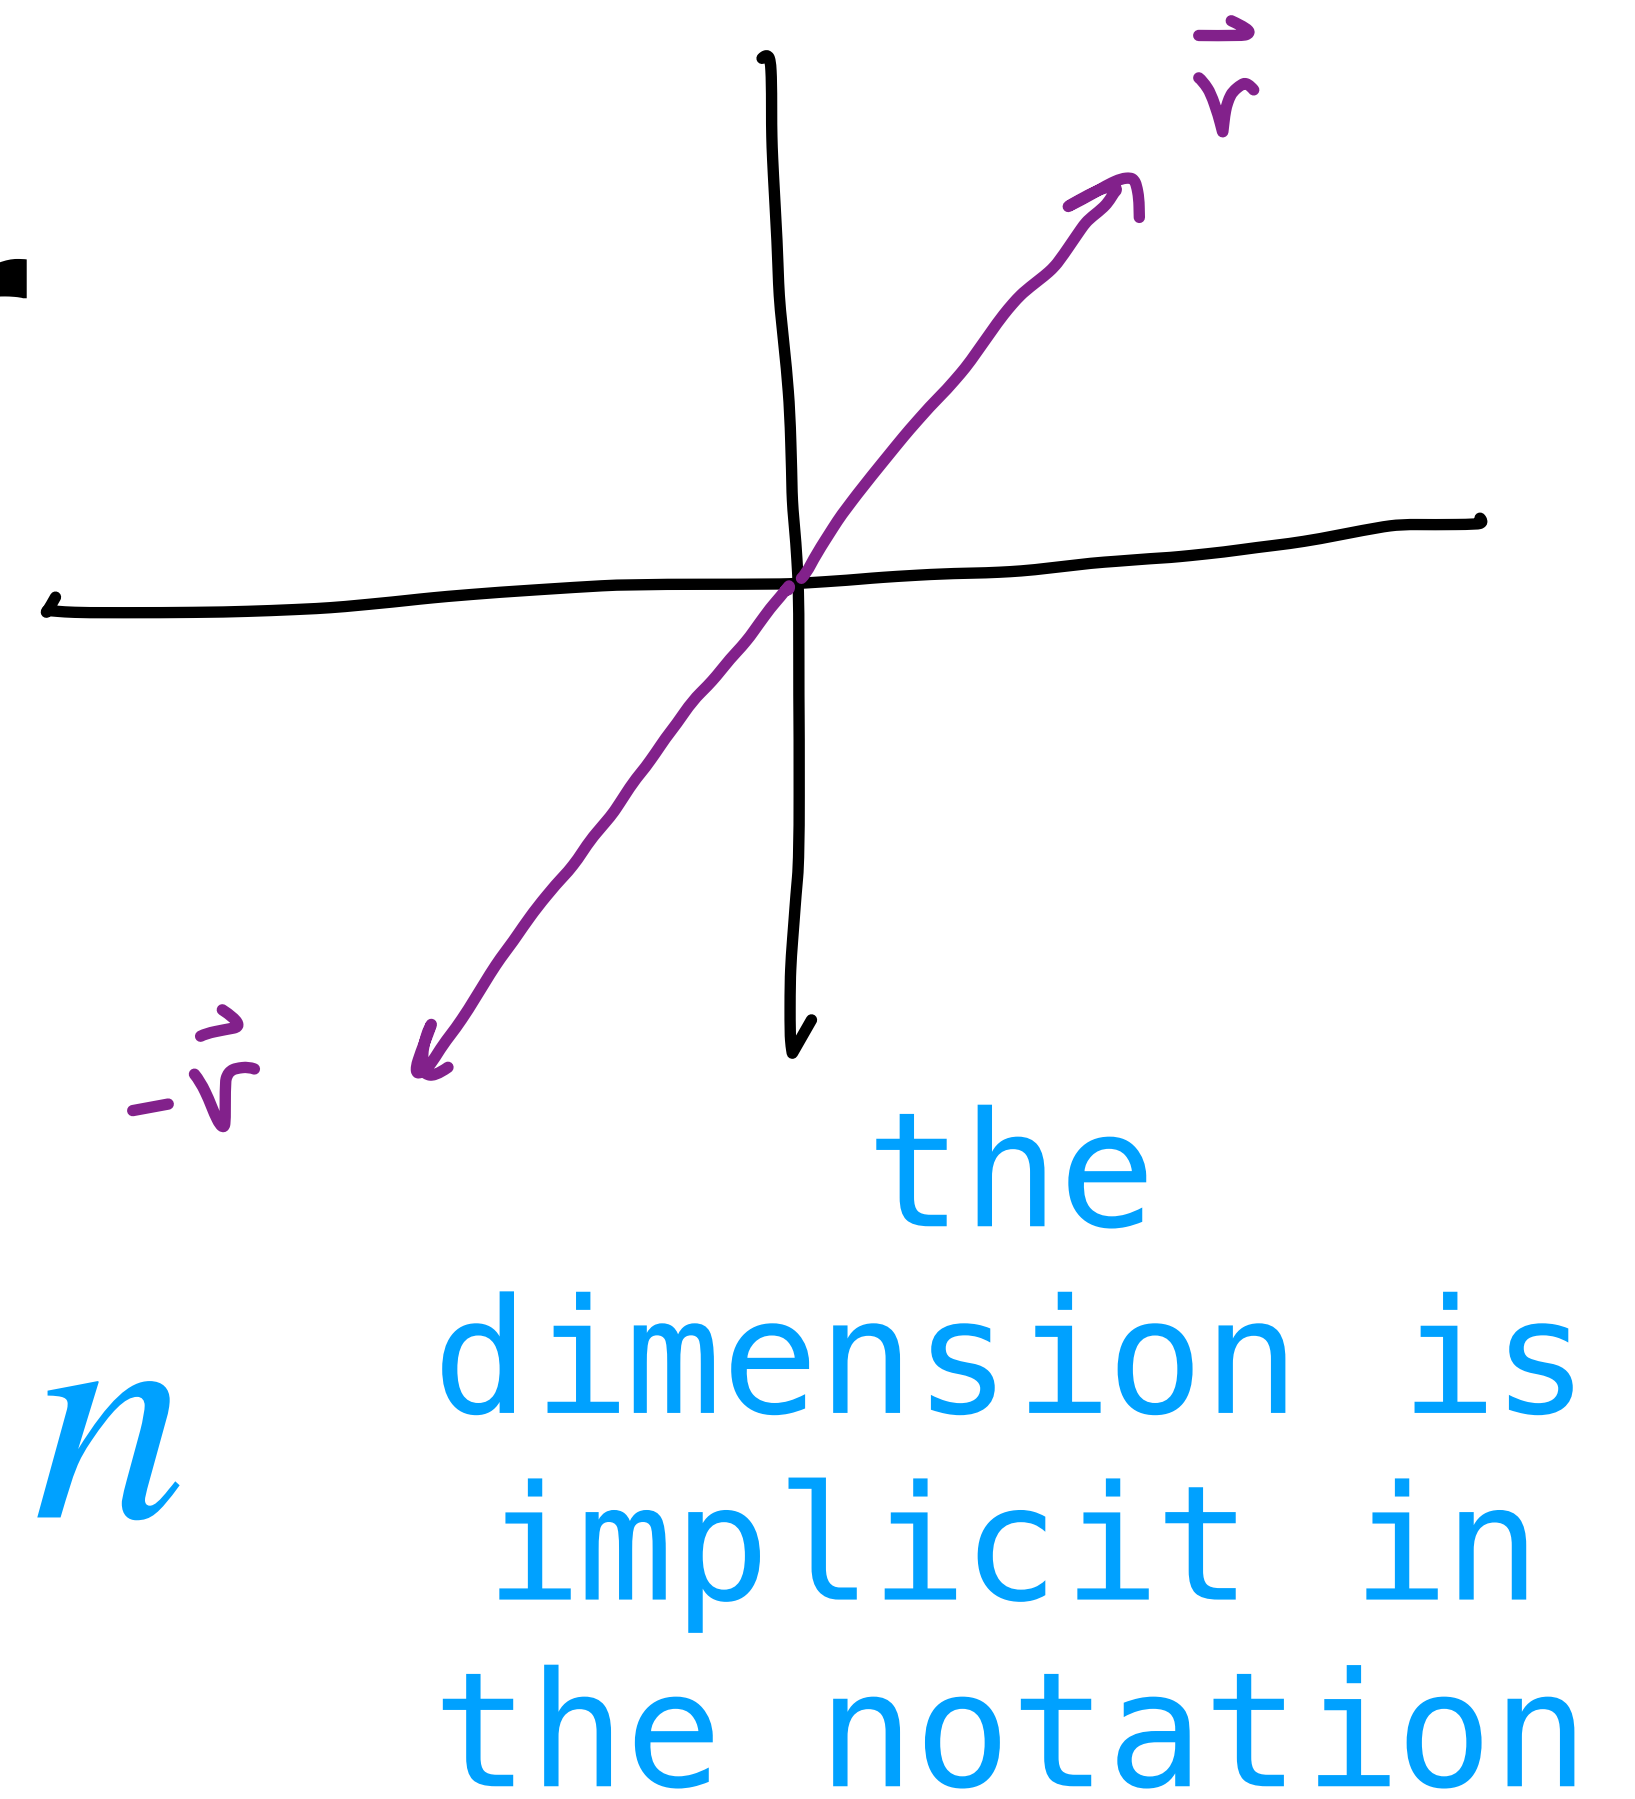 r⃗
-r⃗
the
dimension is
n
implicit in
the notation